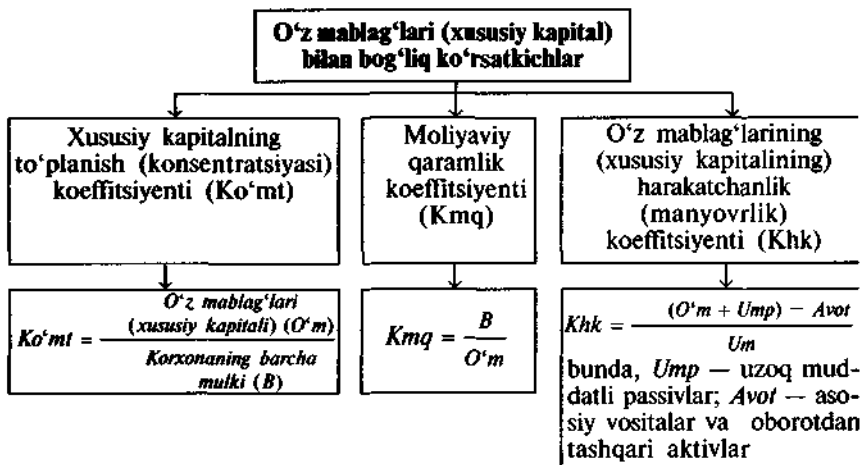 O‘z mablag‘lari (xususiy kapital)
bilan bog‘liq ko‘rsatkichlar
Xususiy kapitalning
to‘planish (konsentratsiyasi)
koeffitsiyenti (Ko‘mt)
Moliyaviy
qaramlik
koeffitsiyenti
(Kmq)
O‘z mablag‘larining
(xususiy kapitalining)
harakatchanlik
(manyovrlik)
koeffitsiyenti (Khk)
Ko‘mt =
O‘z mablag‘lari
(xususiy kapitali) (O‘m)
Korxonaning barcha
mulki (B)
Kmq =
B
O‘m
Khk =
(O‘m + Ump) – Avot
Um
bunda, Ump — uzoq mud-
datli passivlar; Avot — aso-
siy vositalar va oborotdan
tashqari aktivlar